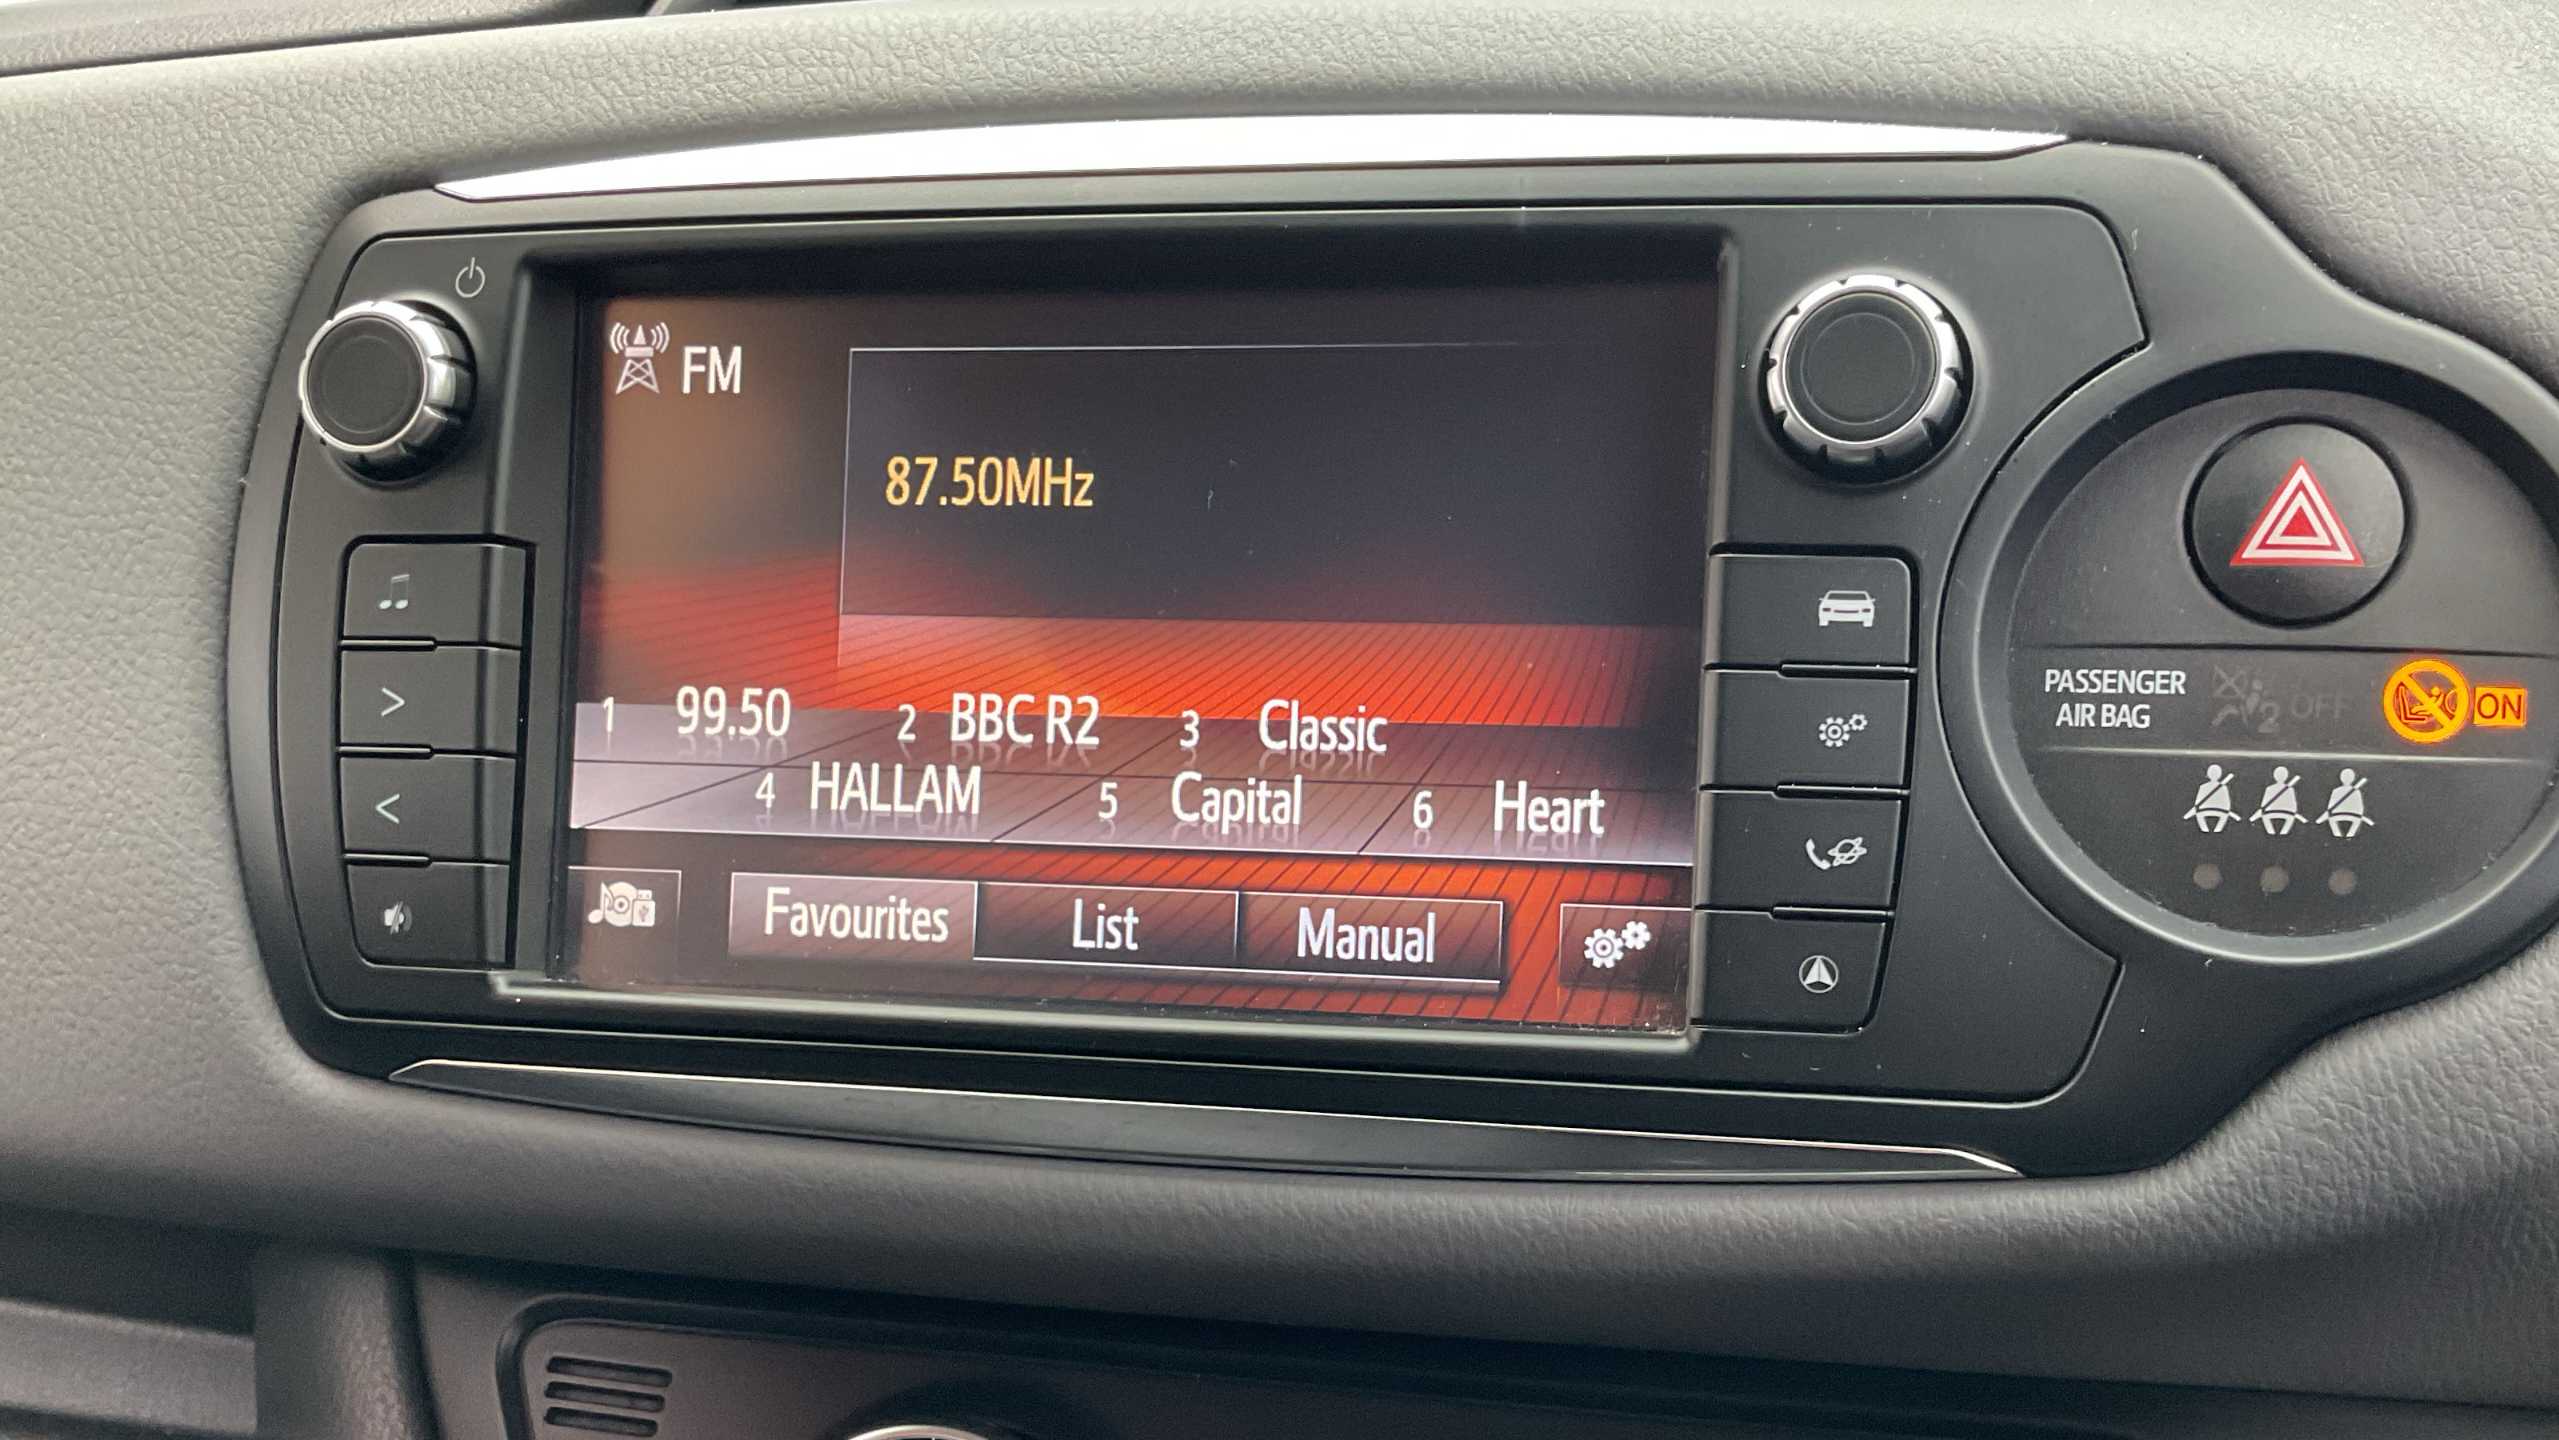 FM
87.50MHz
1 99.50 2 BBC R2 3 Classic
4 HALLAM 5 Capital 6 Heart
Favourites List Manual
PASSENGER
AIR BAG
2 OFF
ON